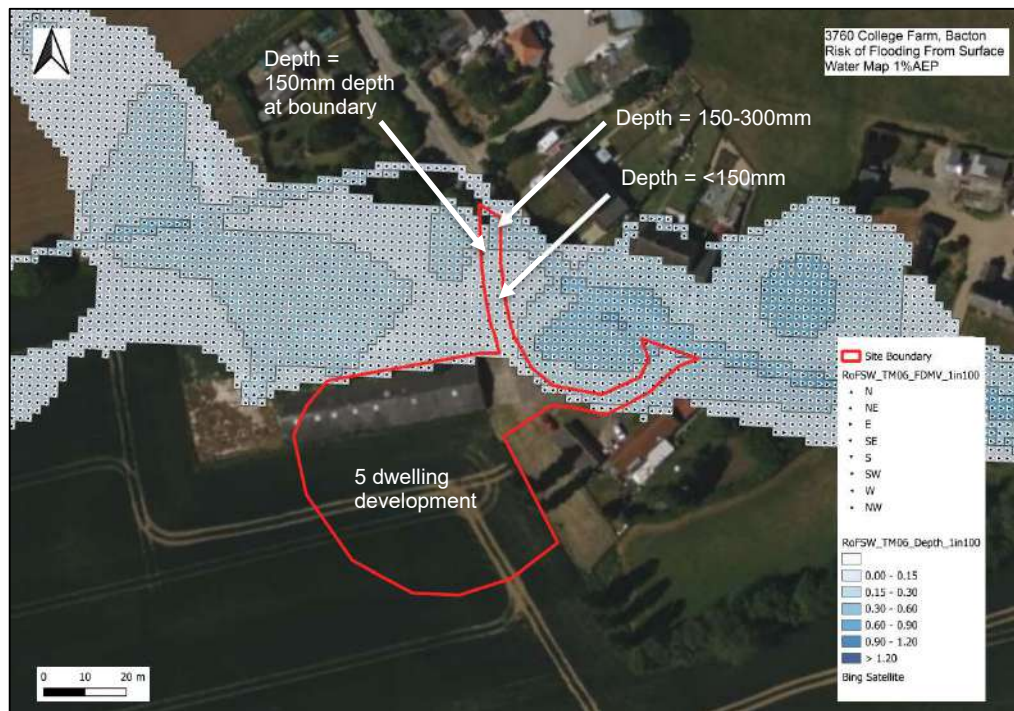 3760 College Farm, Bacton
Risk of Flooding From Surface
Water Map 1%AEP
Depth =
150mm depth
at boundary
Depth = 150-300mm
Depth = <150mm
5 dwelling
development
Site Boundary
RoFSW_TM06_FDMV_1in100
N
NE
E
SE
S
SW
W
NW
RoFSW_TM06_Depth_1in100
0.00 - 0.15
0.15 - 0.30
0.30 - 0.60
0.60 - 0.90
0.90 - 1.20
> 1.20
Bing Satellite
0 10 20 m